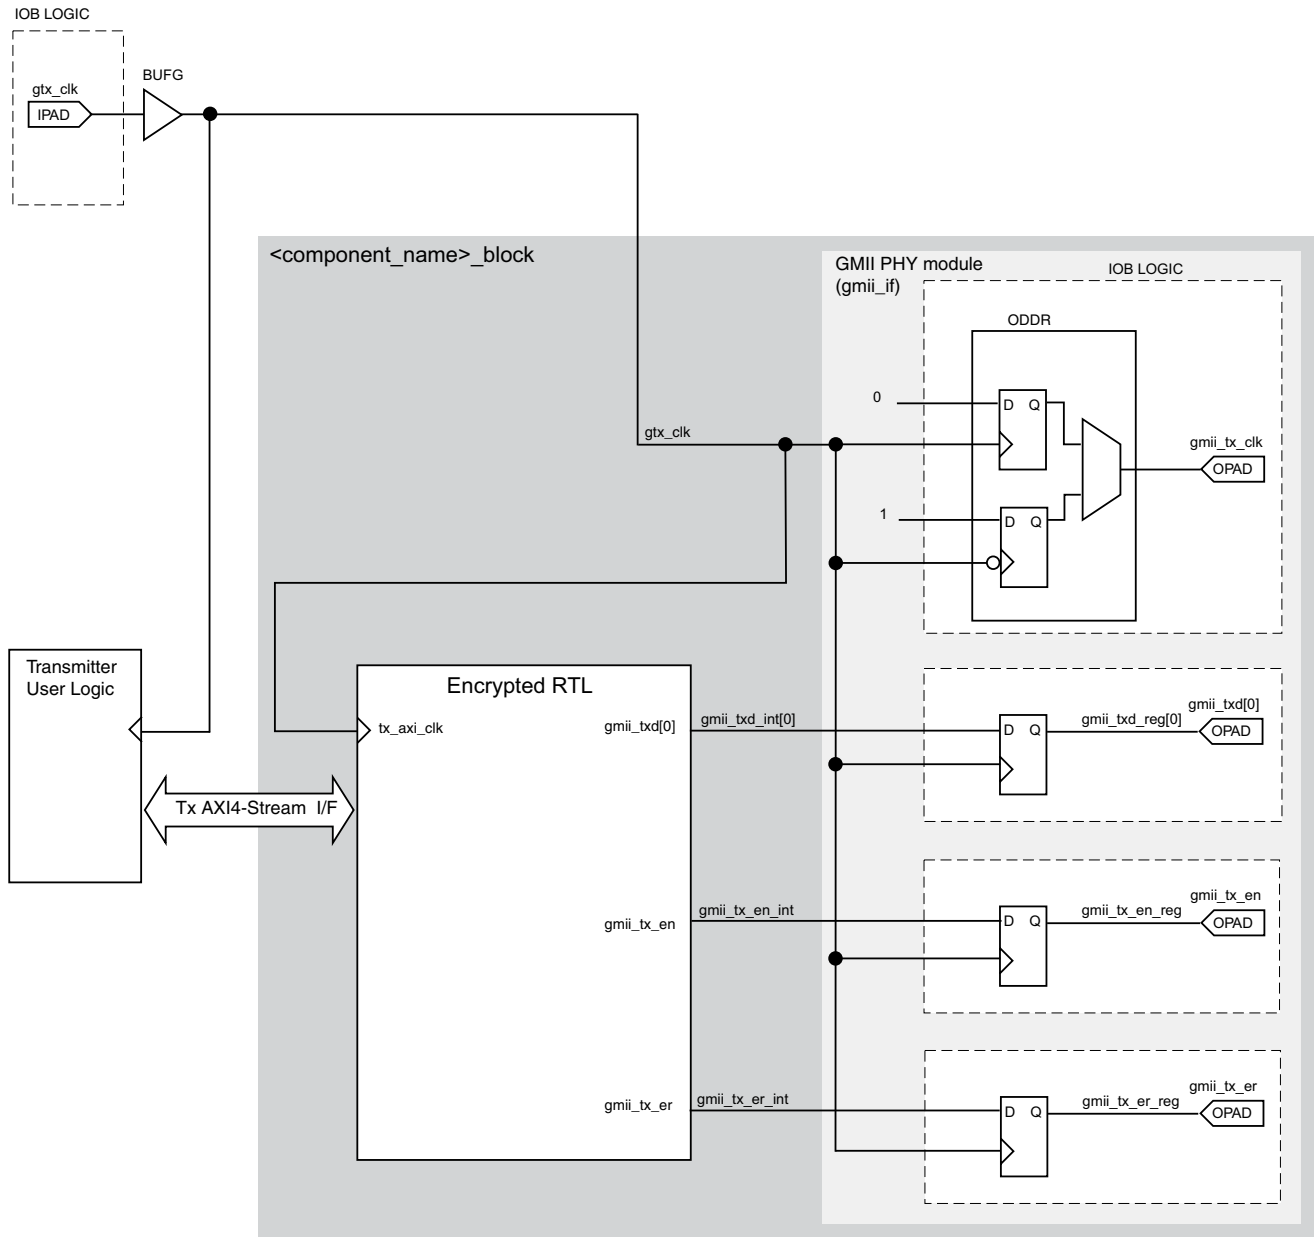 IOB LOGIC
gtx_clk
IPAD
BUFG
<component_name>_block
GMII PHY module
(gmii_if)
IOB LOGIC
ODDR
0
D Q
gtx_clk
gmii_tx_clk
OPAD
1
D Q
Transmitter
User Logic
Encrypted RTL
tx_axi_clk
gmii_txd[0]
gmii_txd_int[0]
D Q
gmii_txd_reg[0]
gmii_txd[0]
OPAD
Tx AXI4-Stream I/F
gmii_tx_en
gmii_tx_en_int
D Q
gmii_tx_en_reg
gmii_tx_en
OPAD
gmii_tx_er
gmii_tx_er_int
D Q
gmii_tx_er_reg
gmii_tx_er
OPAD